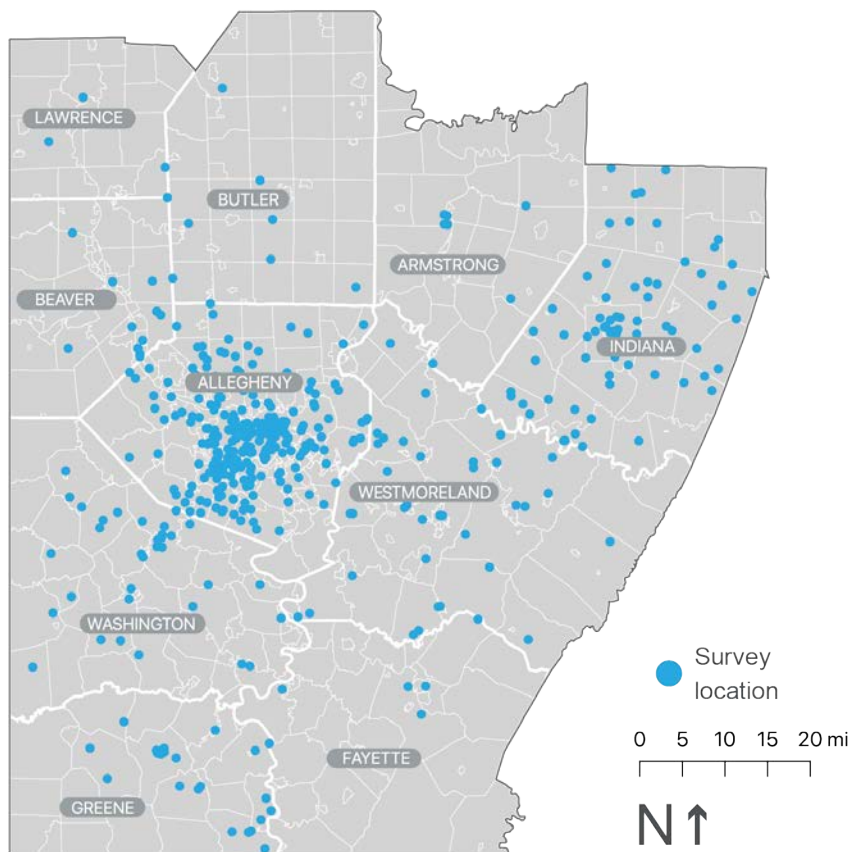 LAWRENCE
BUTLER
ARMSTRONG
BEAVER
INDIANA
ALLEGHENY
WESTMORELAND
WASHINGTON
Survey
location
0 5 10 15 20 mi
FAYETTE
GREENE
N↑